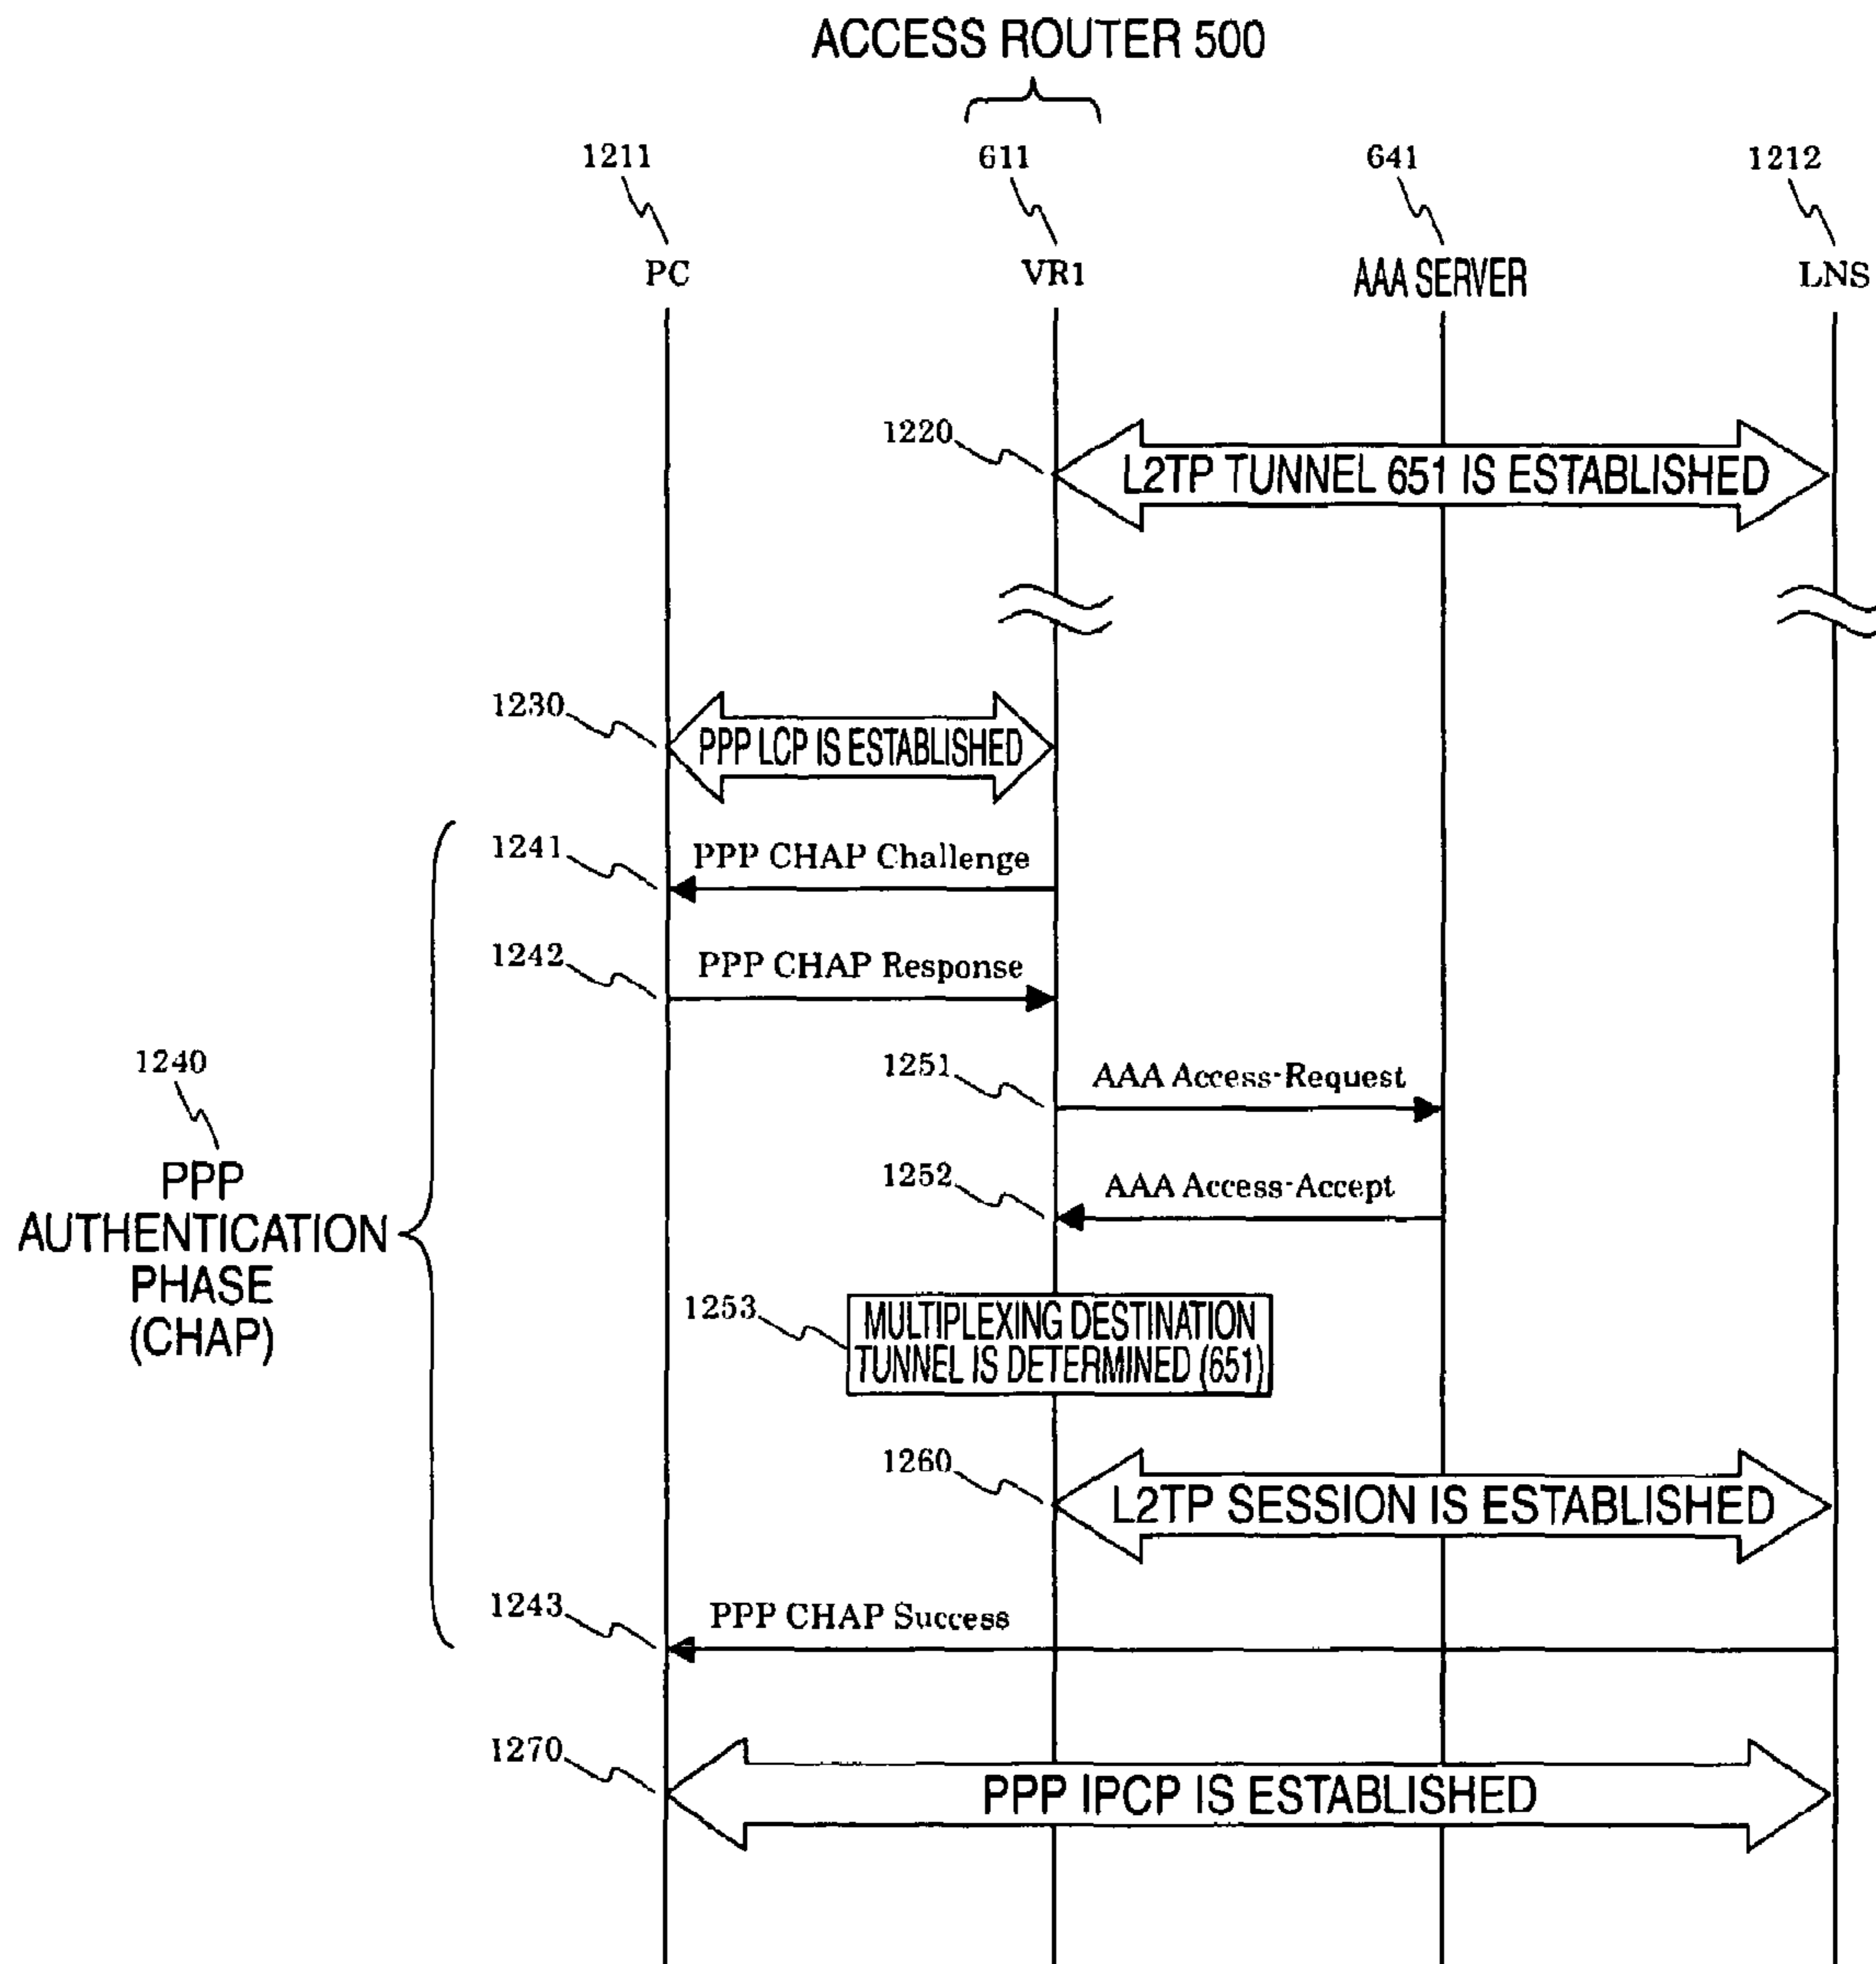 ACCESS ROUTER 500
1211
611
641
1212
PC
VR1
AAA SERVER
LNS
1220
L2TP TUNNEL 651 IS ESTABLISHED
1230
PPP LCP IS ESTABLISHED
1241
PPP CHAP Challenge
1242
PPP CHAP Response
1240
PPP
AUTHENTICATION
PHASE
(CHAP)
1251
AAA Access-Request
1252
AAA Access-Accept
1253
MULTIPLEXING DESTINATION
TUNNEL IS DETERMINED (651)
1260
L2TP SESSION IS ESTABLISHED
1243
PPP CHAP Success
1270
PPP IPCP IS ESTABLISHED